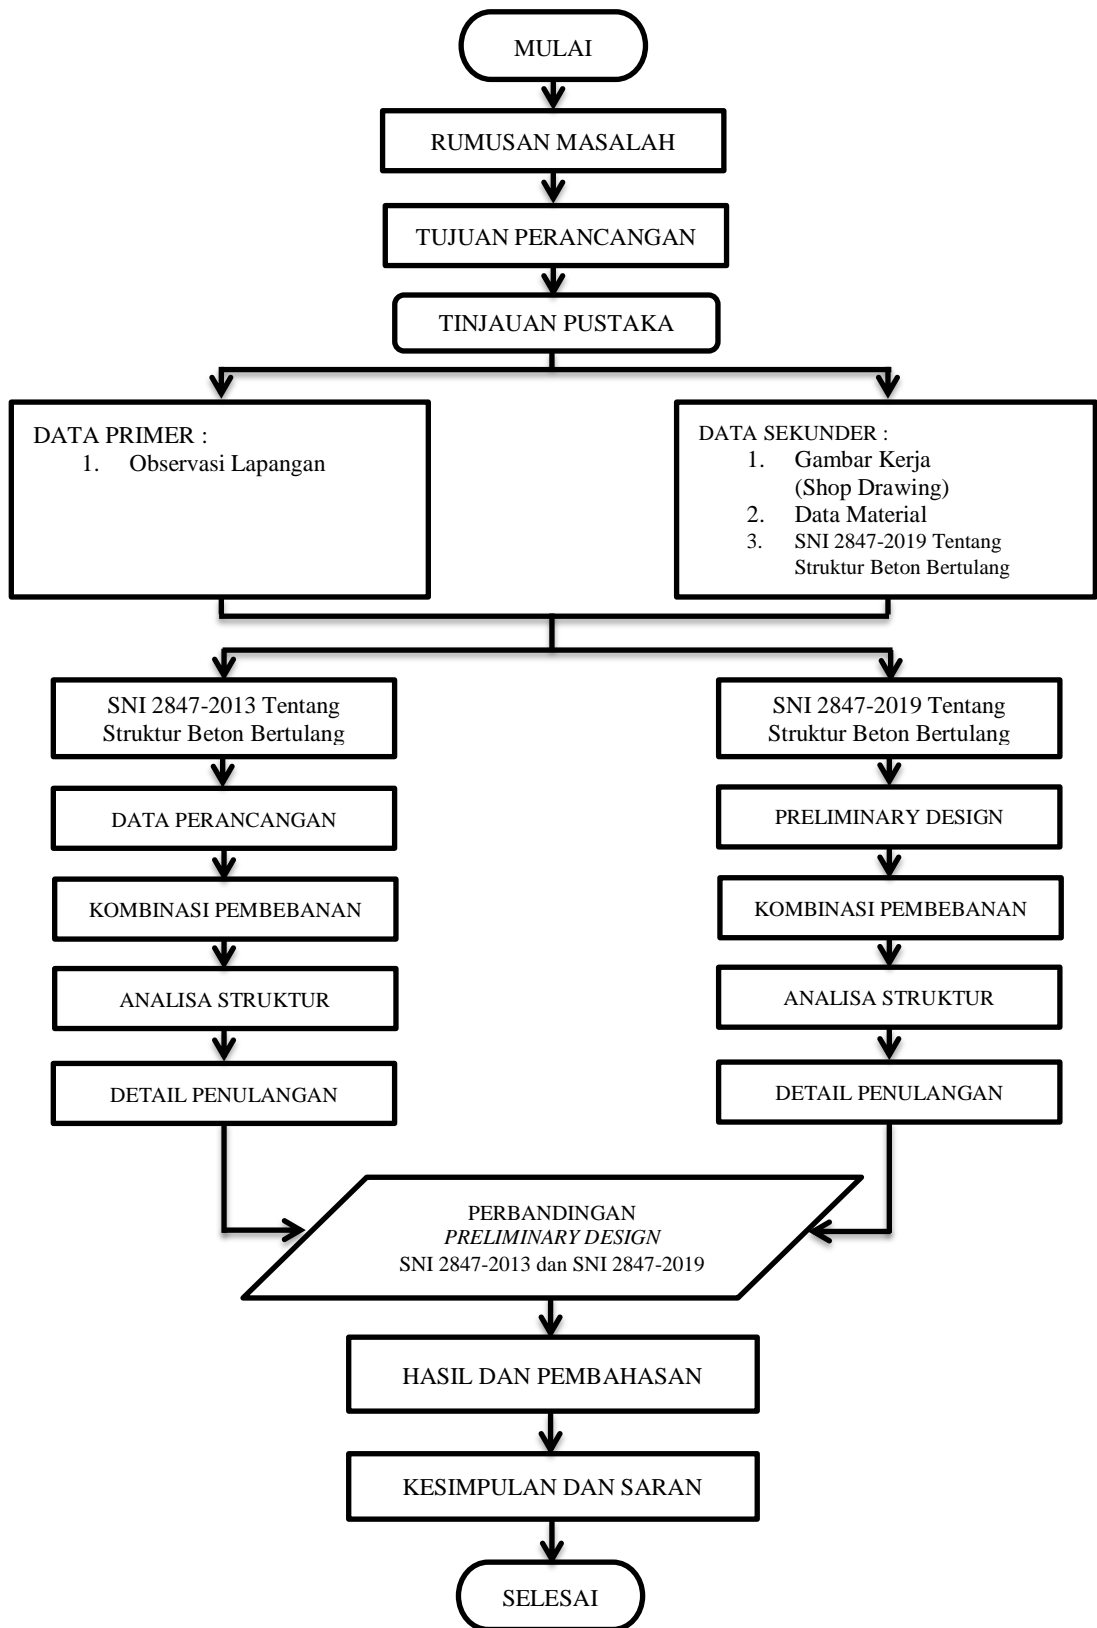 MULAI
RUMUSAN MASALAH
TUJUAN PERANCANGAN
TINJAUAN PUSTAKA
DATA PRIMER :
1. Observasi Lapangan
DATA SEKUNDER :
1. Gambar Kerja
(Shop Drawing)
2. Data Material
3. SNI 2847-2019 Tentang
Struktur Beton Bertulang
SNI 2847-2013 Tentang
Struktur Beton Bertulang
DATA PERANCANGAN
KOMBINASI PEMBEBANAN
ANALISA STRUKTUR
DETAIL PENULANGAN
SNI 2847-2019 Tentang
Struktur Beton Bertulang
PRELIMINARY DESIGN
KOMBINASI PEMBEBANAN
ANALISA STRUKTUR
DETAIL PENULANGAN
PERBANDINGAN
PRELIMINARY DESIGN
SNI 2847-2013 dan SNI 2847-2019
HASIL DAN PEMBAHASAN
KESIMPULAN DAN SARAN
SELESAI